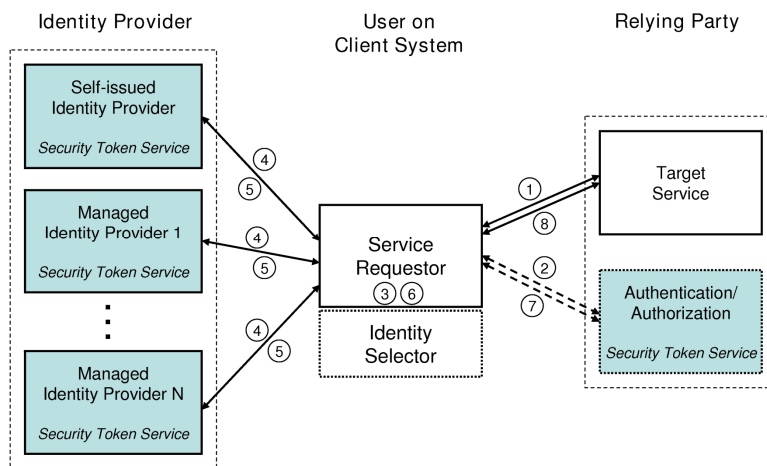 Identity Provider
Self-issued
Identity Provider
Security Token Service
Managed
Identity Provider 1
Security Token Service
Managed
Identity Provider N
Security Token Service
4
5
4
5
4
5
User on
Client System
Service
Requestor
3 6
Identity
Selector
1
8
2
7
Relying Party
Target
Service
Authentication/
Authorization
Security Token Service